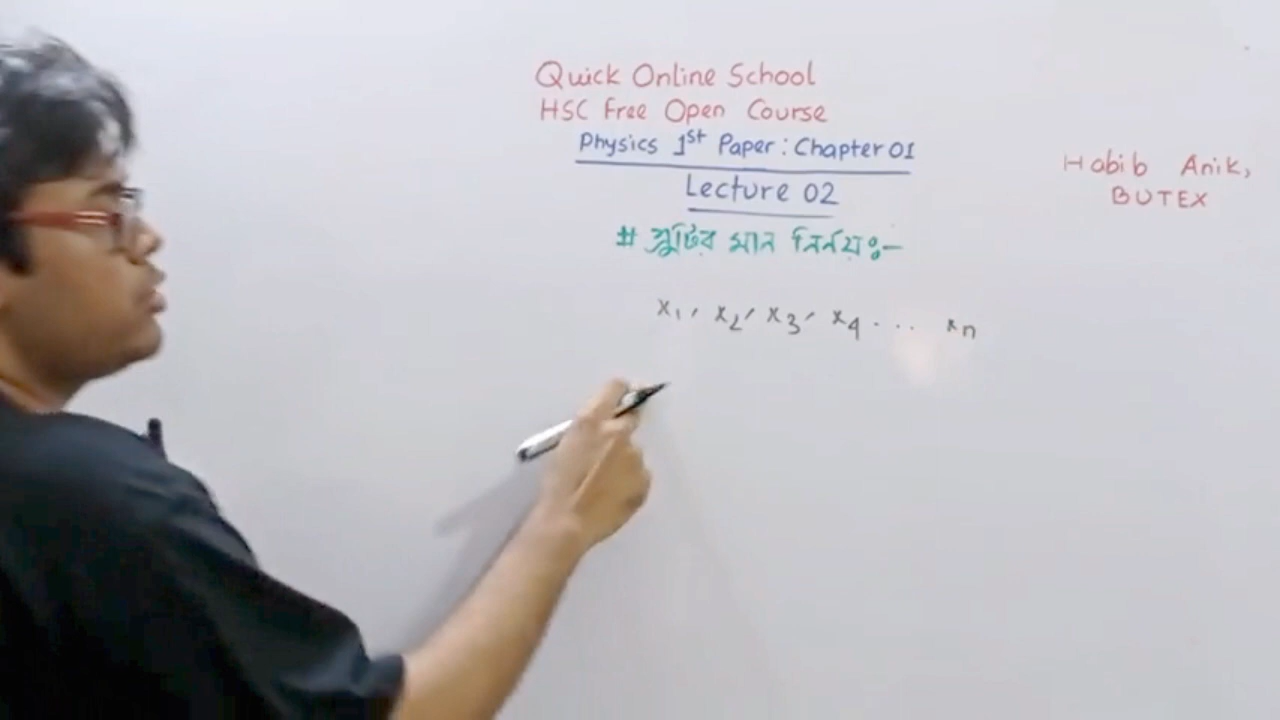 Quick Online School
HSC Free Open Course
Physics 1st Paper: Chapter 01
Lecture 02
# ত্রুটির মান নির্নয়ঃ-
Habib Anik,
BUTEX
x₁, x₂, x₃, x₄ .... xₙ